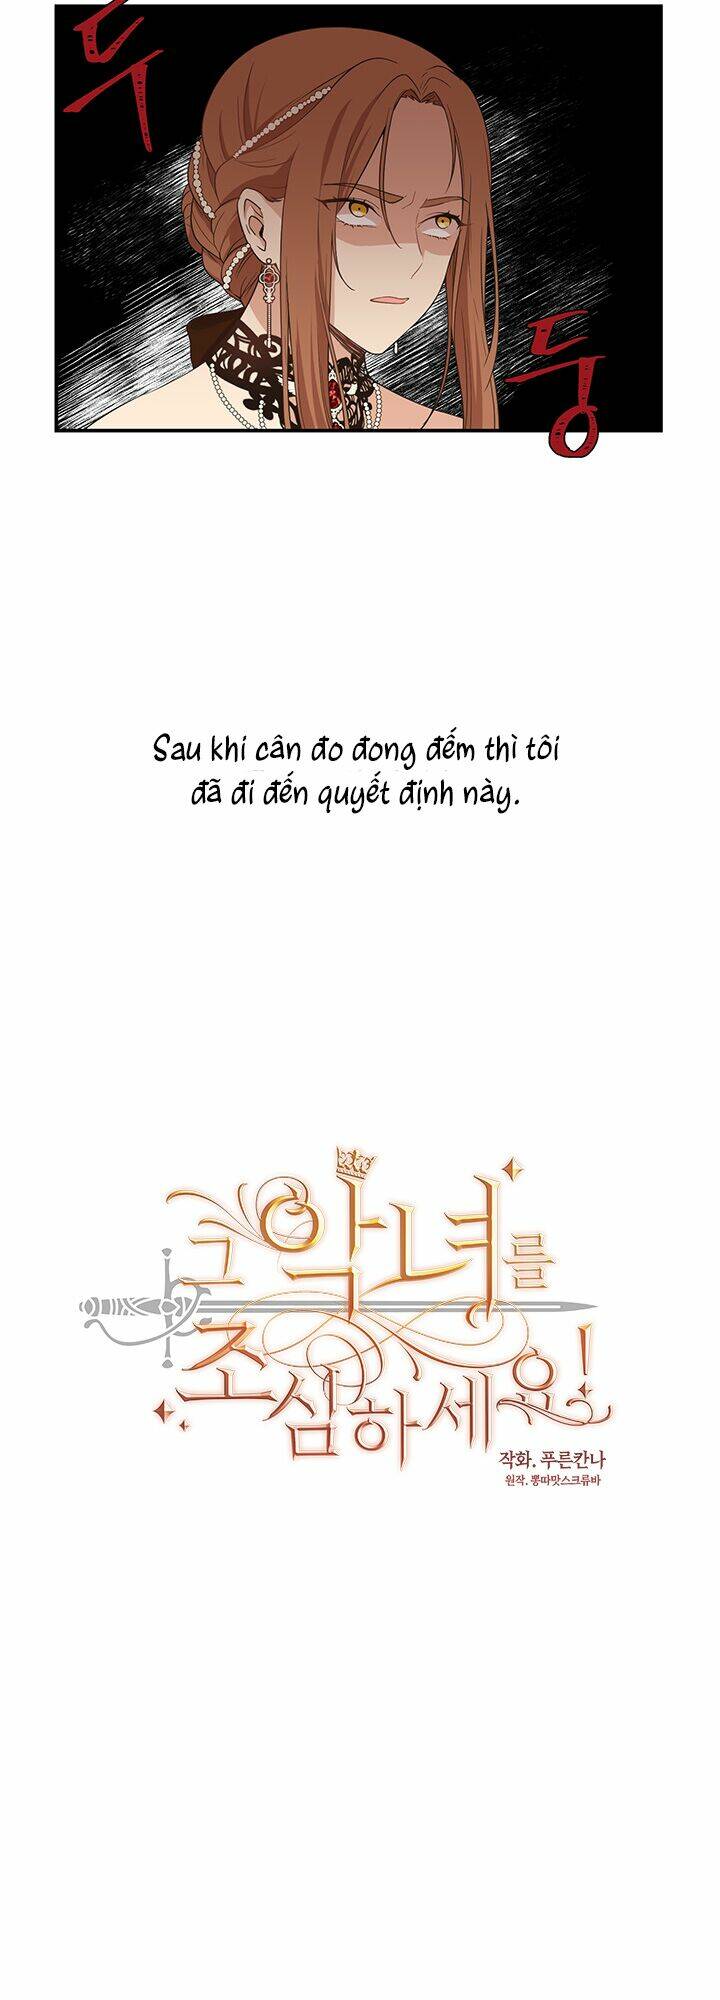 두
둥
Sau khi cân đo đong đếm thì tôi
đã đi đến quyết định này.
그 악녀를
조심하세요!
작화. 푸른칸나
원작. 뽕따맛스크류바